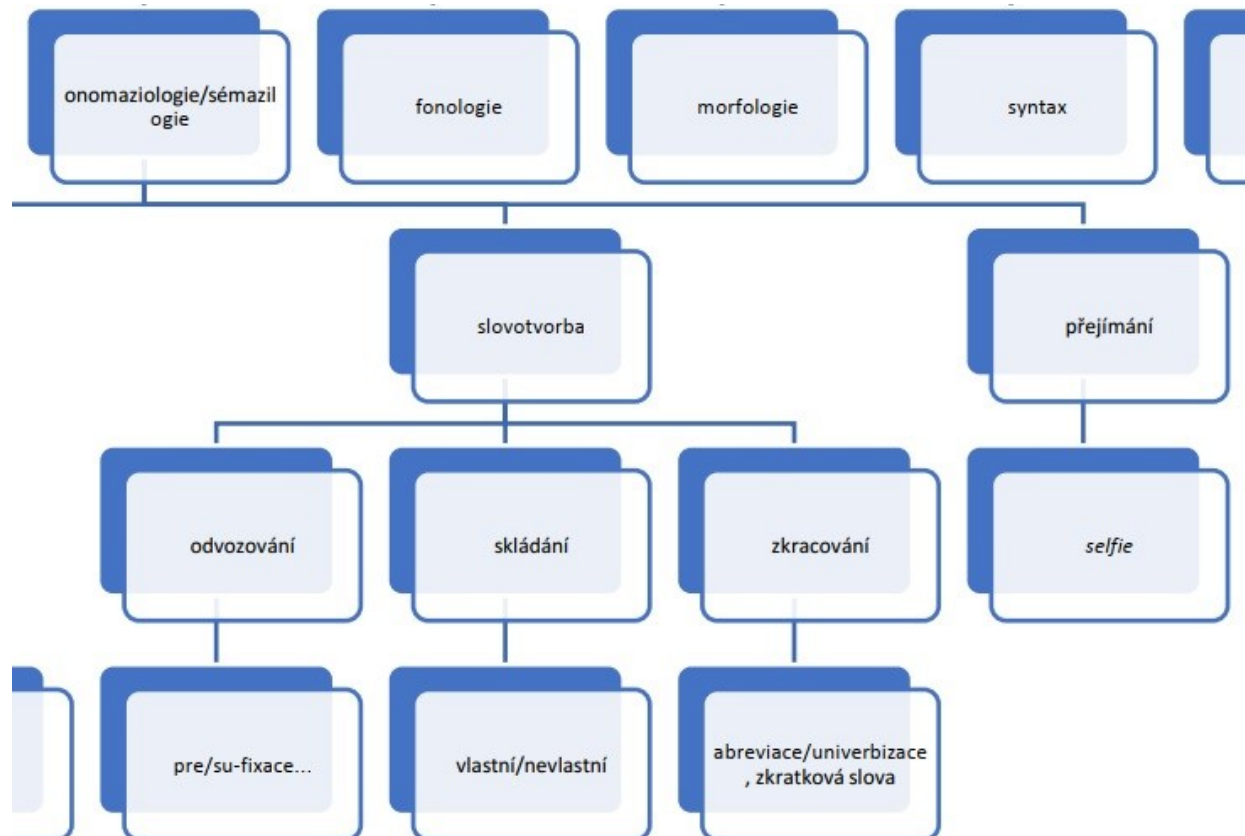 onomaziologie/sémazil
ogie
fonologie
morfologie
syntax
slovotvorba
přejímání
odvozování
skládání
zkracování
selfie
pre/su-fixace...
vlastní/nevlastní
abreviace/univerbizace
, zkratková slova